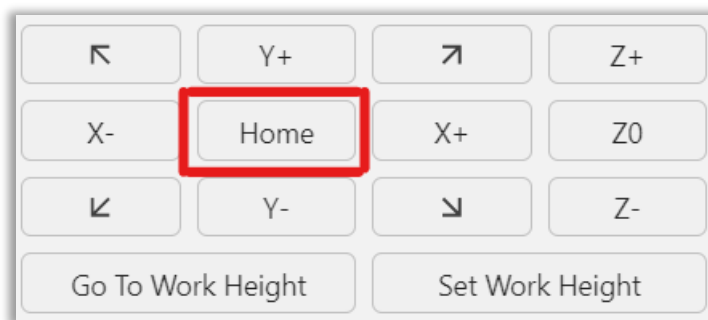 ↖ Y+ ↗ Z+
X- Home X+ Z0
↙ Y- ↘ Z-
Go To Work Height Set Work Height